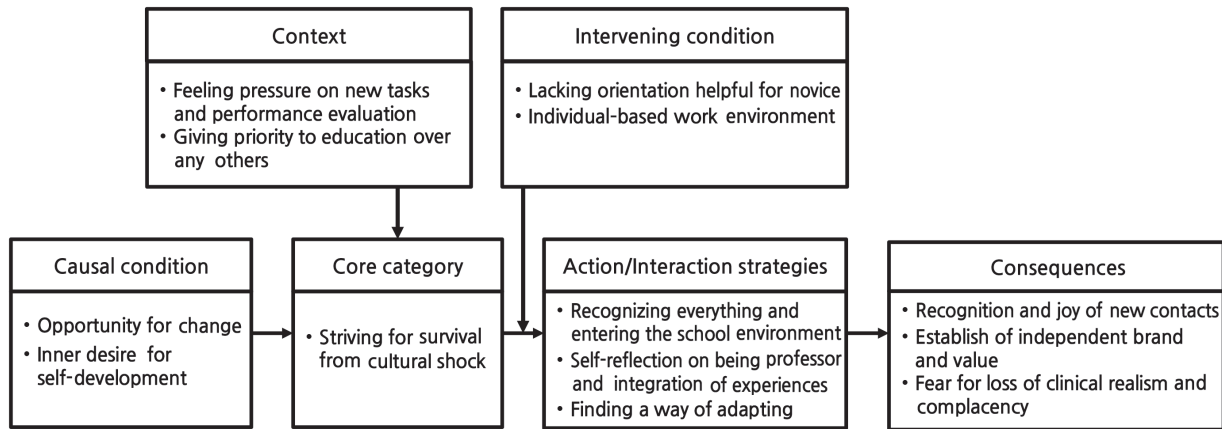 Context
• Feeling pressure on new tasks
and performance evaluation
• Giving priority to education over
any others
Intervening condition
• Lacking orientation helpful for novice
• Individual-based work environment
Causal condition
• Opportunity for change
• Inner desire for
self-development
Core category
• Striving for survival
from cultural shock
Action/Interaction strategies
• Recognizing everything and
entering the school environment
• Self-reflection on being professor
and integration of experiences
• Finding a way of adapting
Consequences
• Recognition and joy of new contacts
• Establish of independent brand
and value
• Fear for loss of clinical realism and
complacency